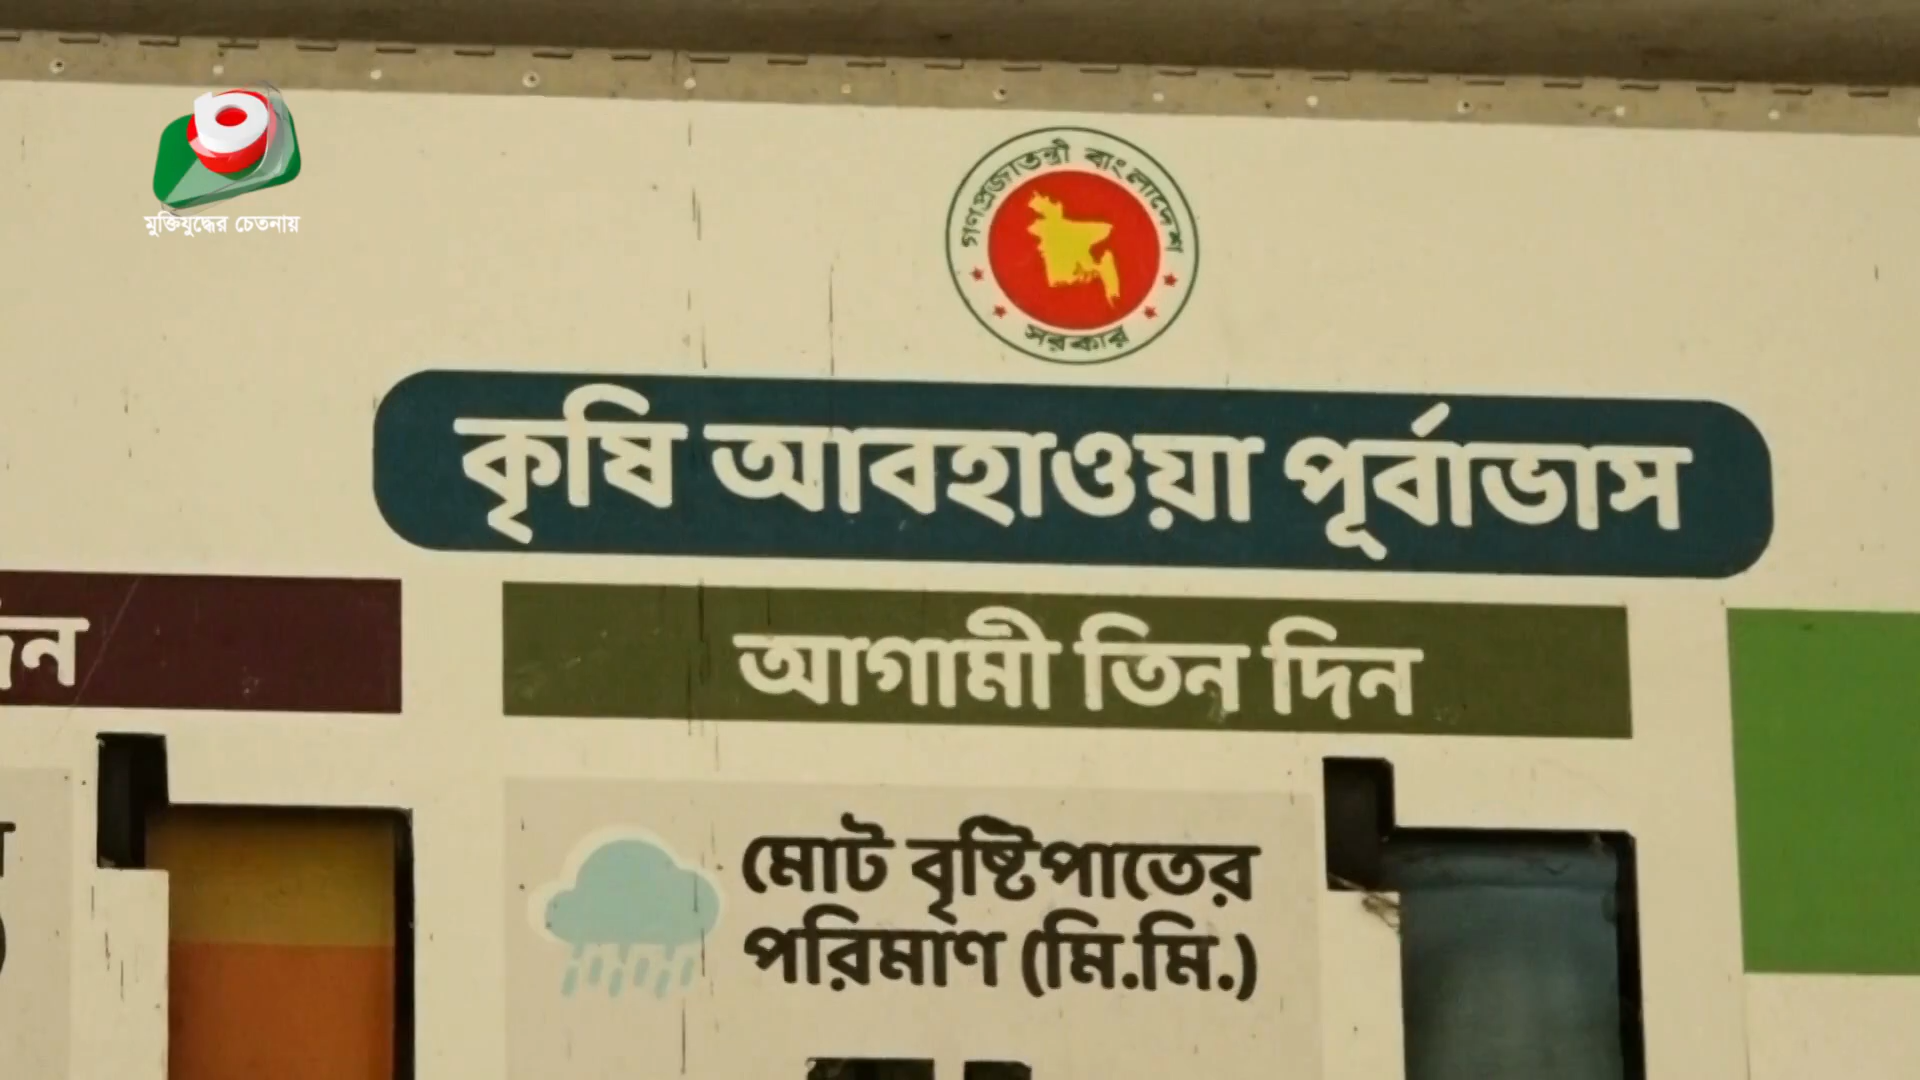 মুক্তিযুদ্ধের চেতনায়
গণপ্রজাতন্ত্রী বাংলাদেশ
সরকার
কৃষি আবহাওয়া পূর্বাভাস
আগামী তিন দিন
মোট বৃষ্টিপাতের
পরিমাণ (মি.মি.)